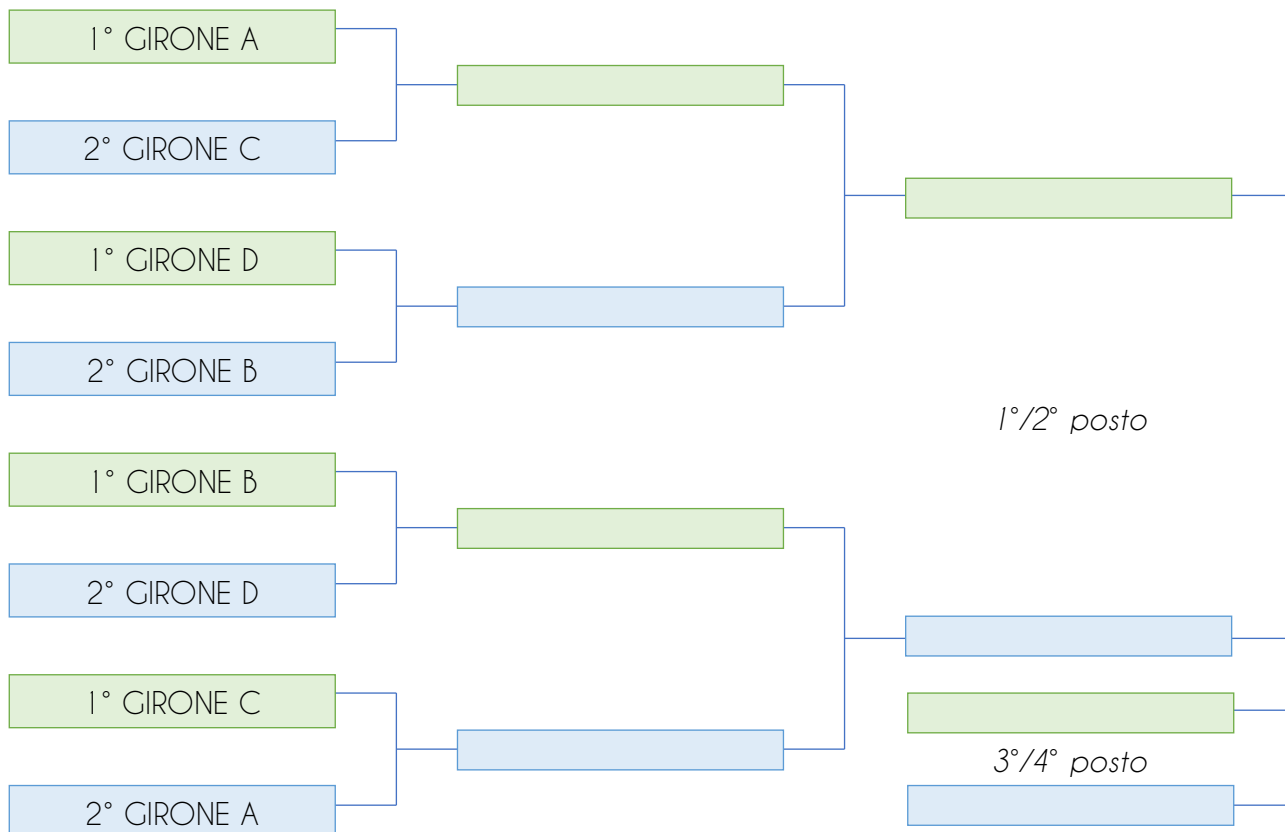 1° GIRONE A
2° GIRONE C
1° GIRONE D
2° GIRONE B
1°/2° posto
1° GIRONE B
2° GIRONE D
1° GIRONE C
3°/4° posto
2° GIRONE A